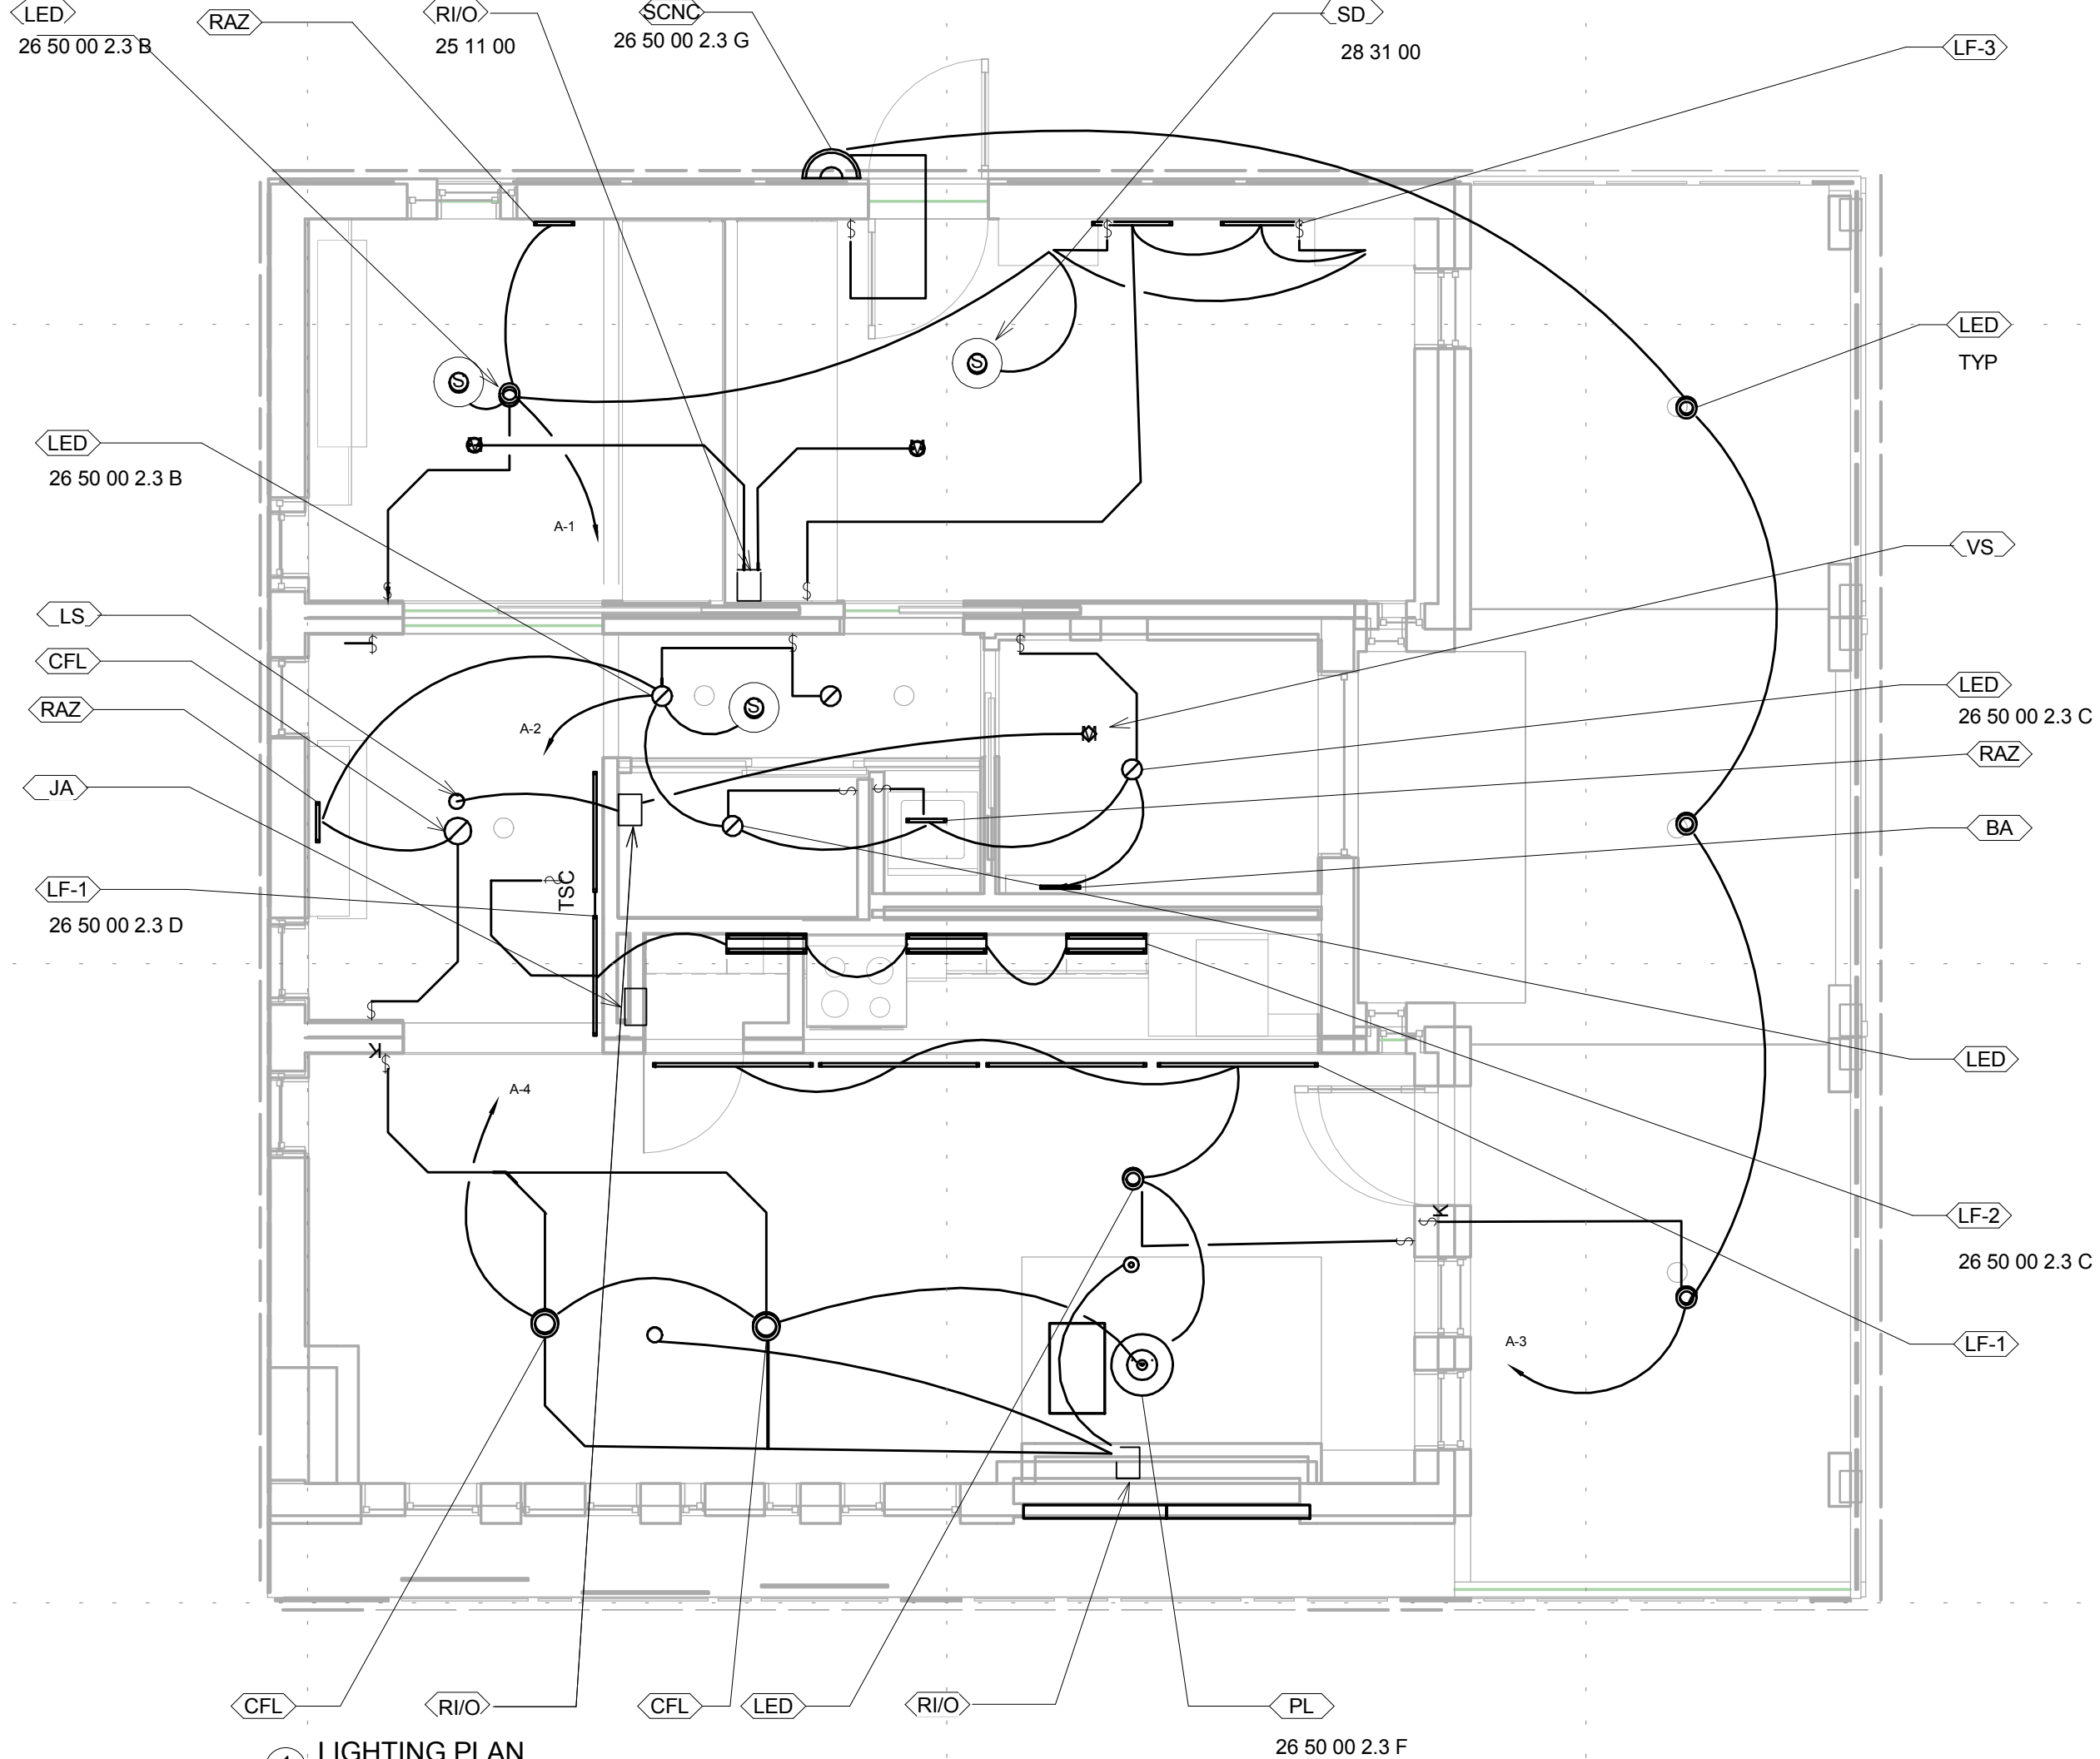 LED
26 50 00 2.3 B
RAZ
RI/O
25 11 00
SCNC
26 50 00 2.3 G
SD
28 31 00
LF-3
$
$
$
LED
TYP
S
S
LED
26 50 00 2.3 B
A-1
VS
$
$
LS
$
$
$
CFL
LED
26 50 00 2.3 C
RAZ
S
A-2
RAZ
JA
$
$
BA
LF-1
26 50 00 2.3 D
$
TSC
$
K
$
LED
A-4
K
$
$
LF-2
26 50 00 2.3 C
A-3
LF-1
CFL
RI/O
CFL
LED
RI/O
PL
26 50 00 2.3 F
LIGHTING PLAN